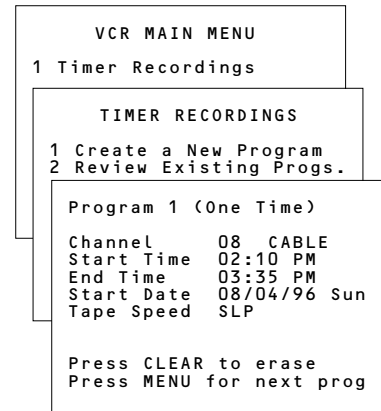 VCR MAIN MENU
1 Timer Recordings
TIMER RECORDINGS
1 Create a New Program
2 Review Existing Progs.
Program 1 (One Time)
Channel 08 CABLE
Start Time 02:10 PM
End Time 03:35 PM
Start Date 08/04/96 Sun
Tape Speed SLP
Press CLEAR to erase
Press MENU for next prog